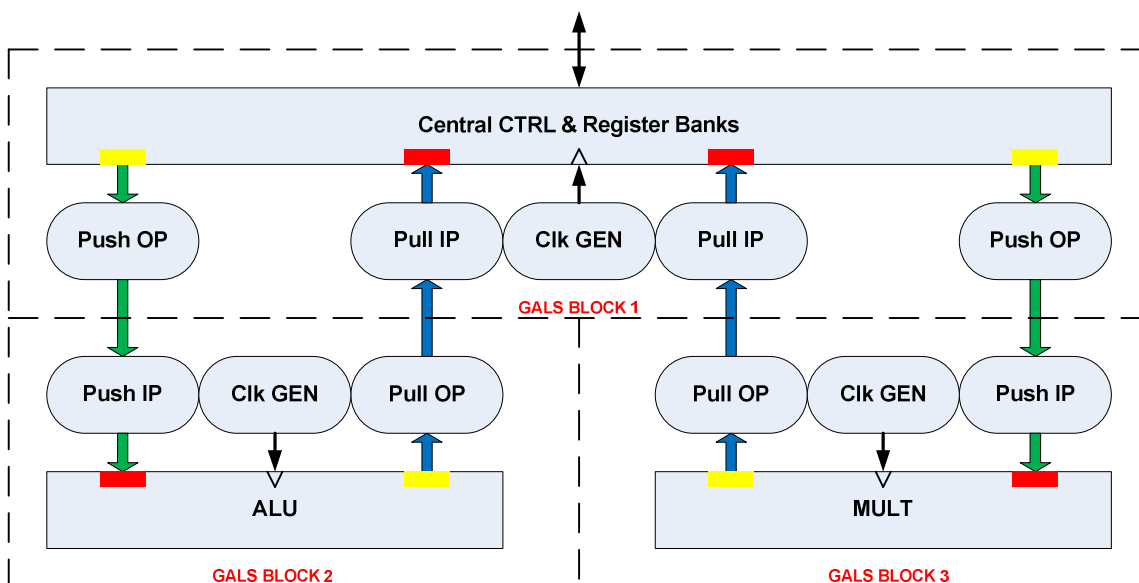 Central CTRL & Register Banks
Push OP
Pull IP
Clk GEN
Pull IP
Push OP
GALS BLOCK 1
Push IP
Clk GEN
Pull OP
Pull OP
Clk GEN
Push IP
ALU
MULT
GALS BLOCK 2
GALS BLOCK 3